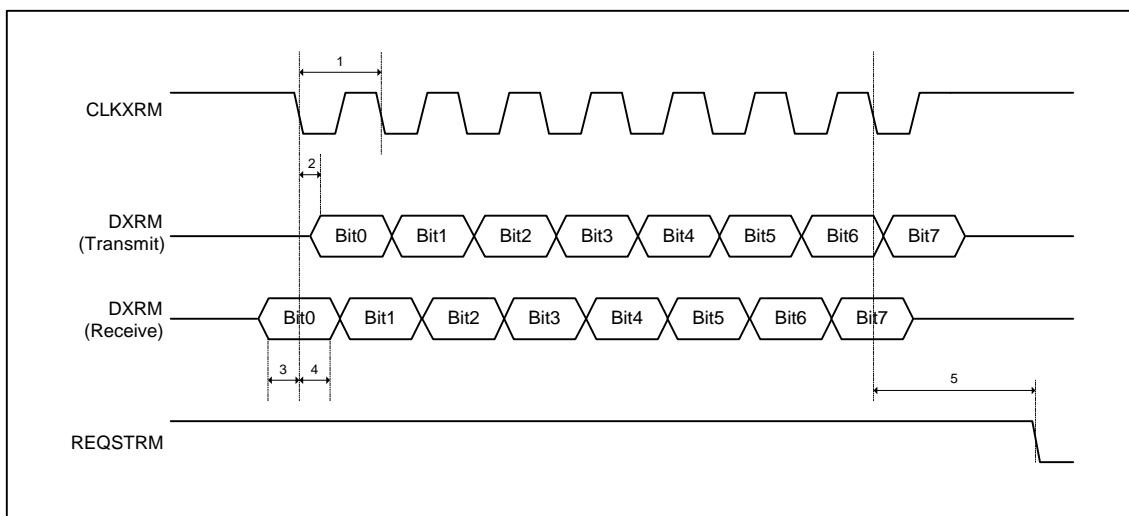 1
CLKXRM
2
DXRM
(Transmit)
Bit0 Bit1 Bit2 Bit3 Bit4 Bit5 Bit6 Bit7
DXRM
(Receive)
Bit0 Bit1 Bit2 Bit3 Bit4 Bit5 Bit6 Bit7
3 4
5
REQSTRM